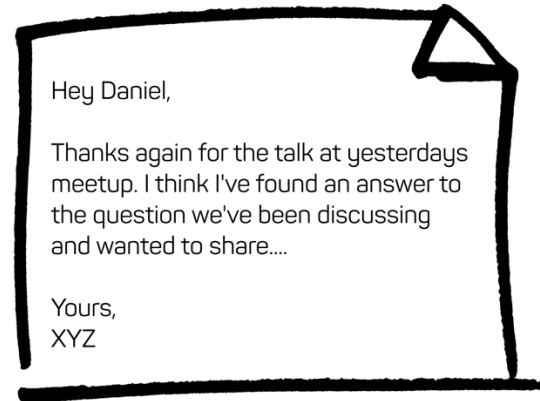 Hey Daniel,
Thanks again for the talk at yesterdays
meetup. I think I've found an answer to
the question we've been discussing
and wanted to share....
Yours,
XYZ